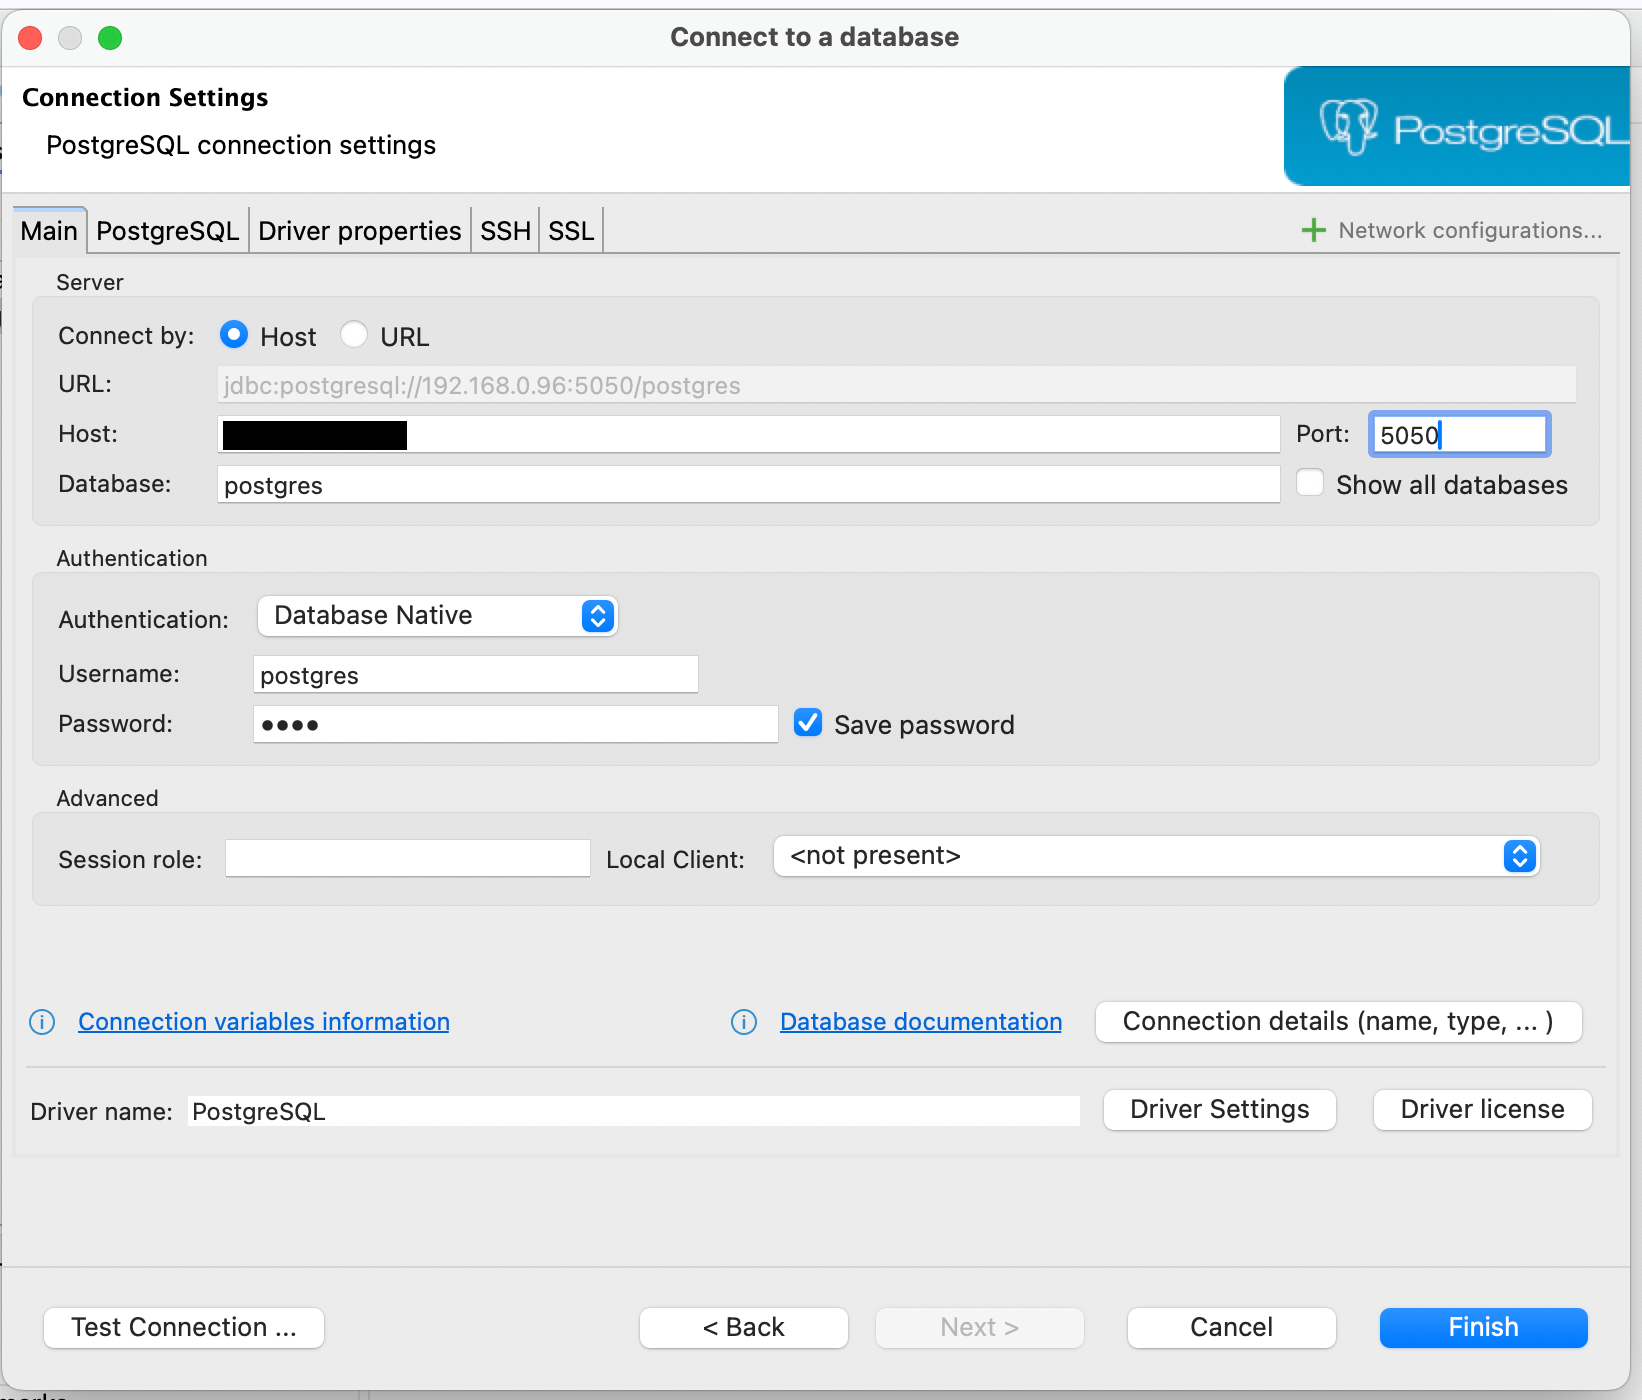 Connect to a database
Connection Settings
PostgreSQL connection settings
PostgreSQL
Main PostgreSQL Driver properties SSH SSL Network configurations...
Server
Connect by: Host URL
URL: jdbc:postgresql://192.168.0.96:5050/postgres
Host: Port: 5050
Database: postgres Show all databases
Authentication
Authentication: Database Native
Username: postgres
Password: ●●●● Save password
Advanced
Session role: Local Client: <not present>
Connection variables information Database documentation Connection details (name, type, ... )
Driver name: PostgreSQL Driver Settings Driver license
Test Connection ... < Back Next > Cancel Finish